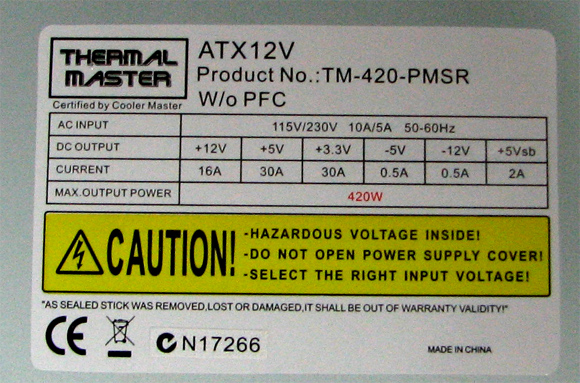 THERMAL
MASTER
Certified by Cooler Master
ATX12V
Product No.:TM-420-PMSR
W/o PFC
AC INPUT 115V/230V 10A/5A 50-60Hz
DC OUTPUT +12V +5V +3.3V -5V -12V +5Vsb
CURRENT 16A 30A 30A 0.5A 0.5A 2A
MAX.OUTPUT POWER 420W
CAUTION!
-HAZARDOUS VOLTAGE INSIDE!
-DO NOT OPEN POWER SUPPLY COVER!
-SELECT THE RIGHT INPUT VOLTAGE!
"AS SEALED STICK WAS REMOVED,LOST OR DAMAGED,IT SHALL BE OUT OF WARRANTY VALIDITY!"
CE N17266 MADE IN CHINA